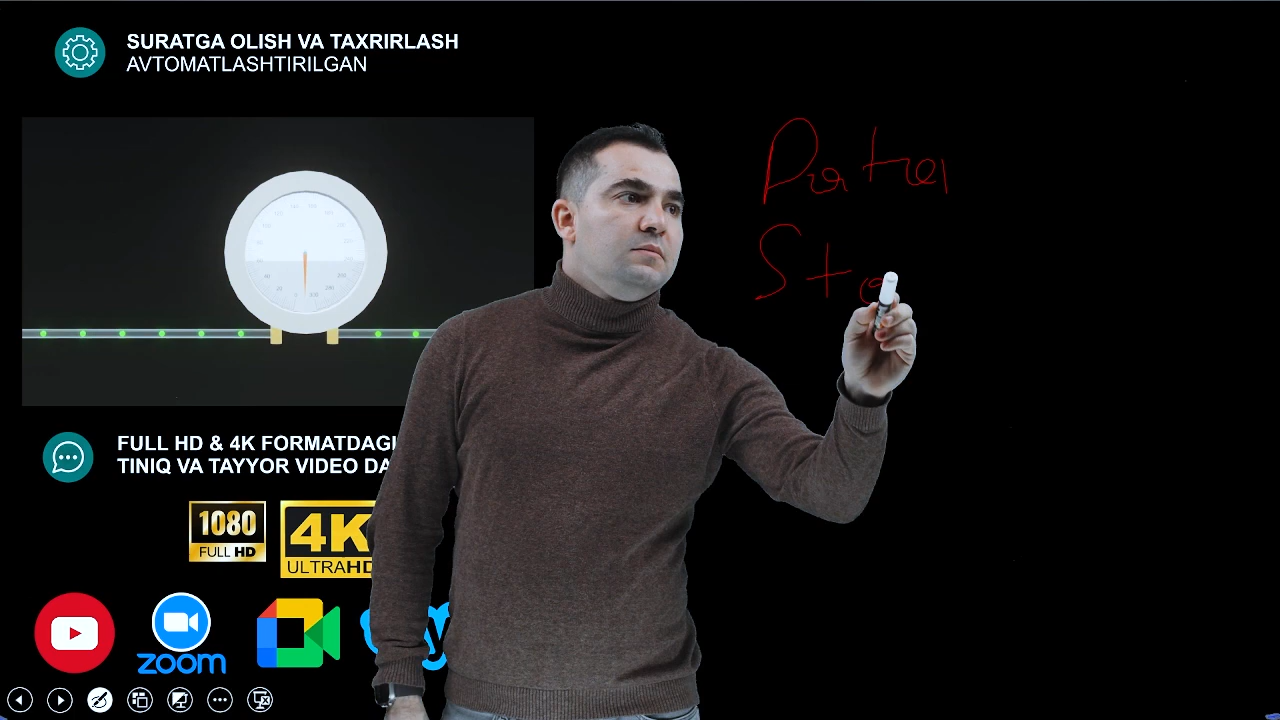 SURATGA OLISH VA TAXRIRLASH
AVTOMATLASHTIRILGAN
FULL HD & 4K FORMATDAGI
TINIQ VA TAYYOR VIDEO DA
1080
FULL HD
4K
ULTRAHD
zoom